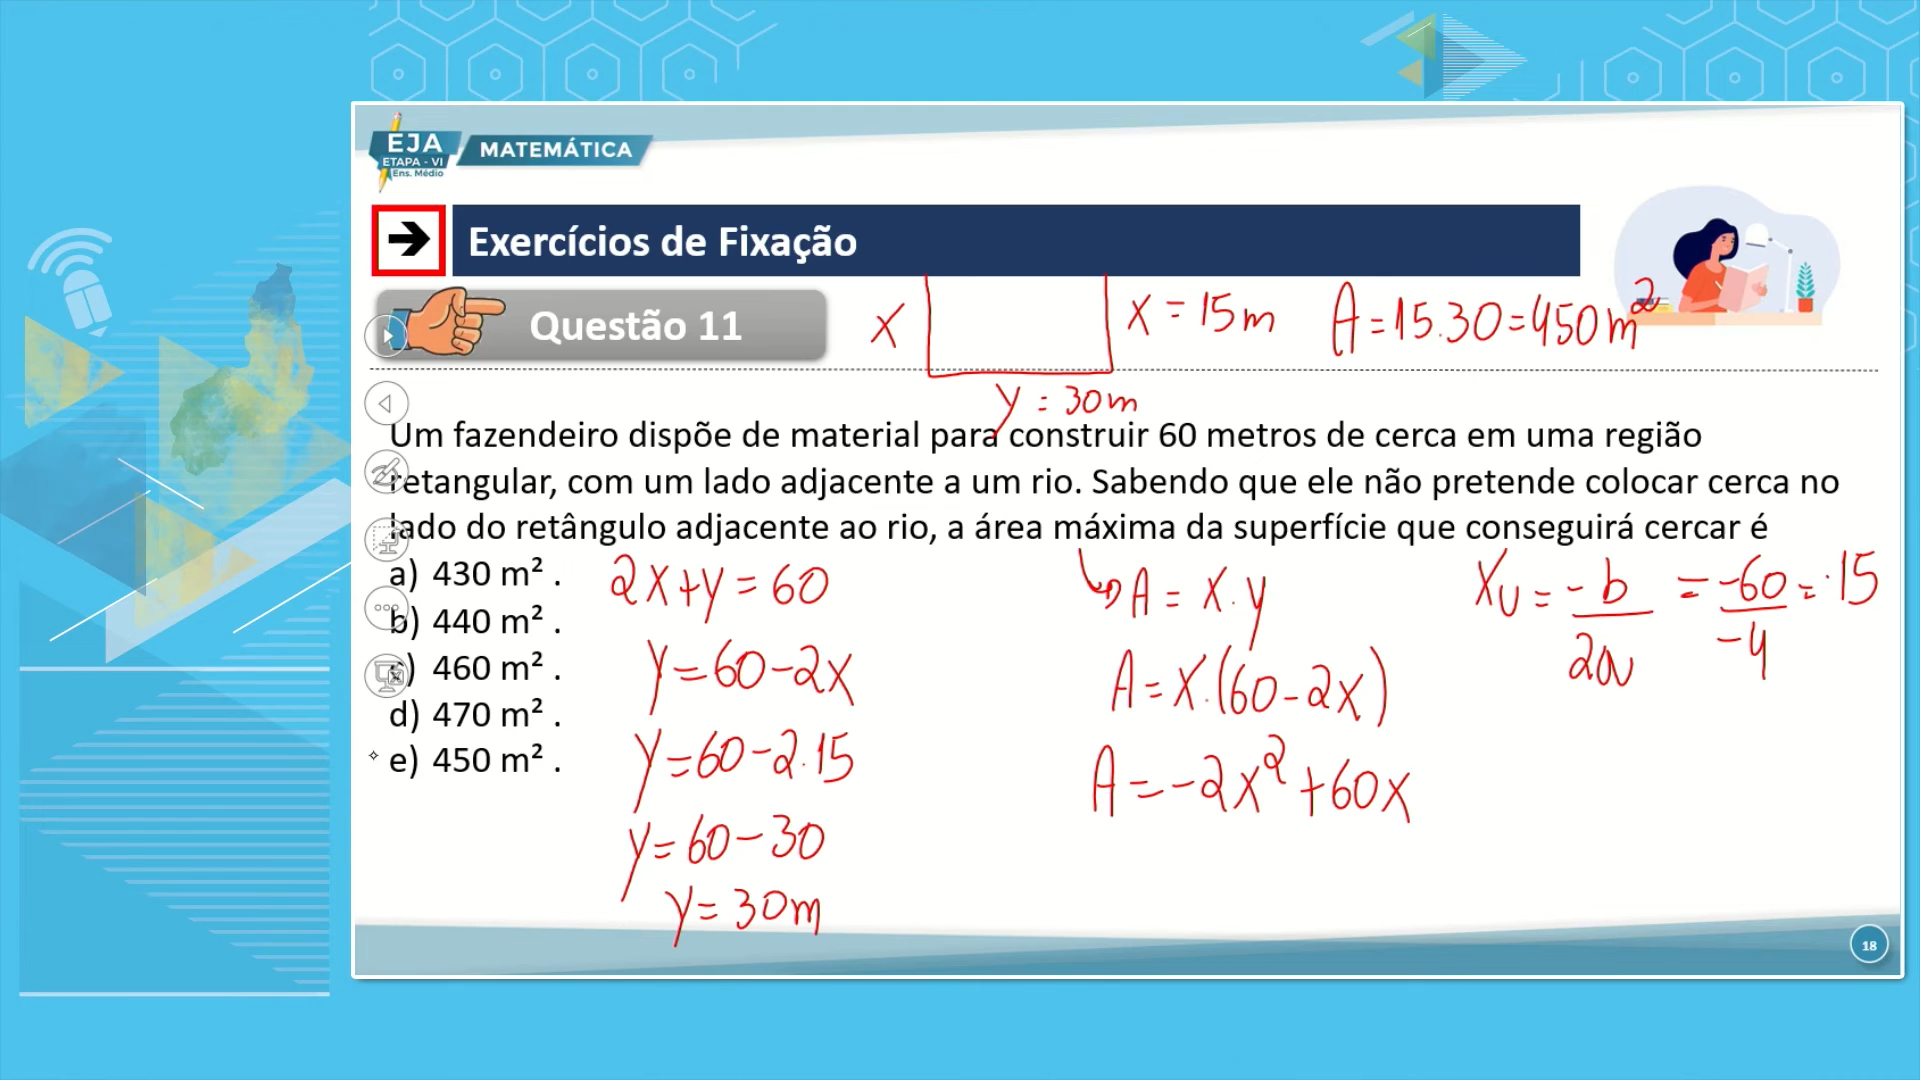 EJA
ETAPA - VI
Ens. Médio
MATEMÁTICA
Exercícios de Fixação
Questão 11
x
x = 15m
A = 15.30 = 450 m²
y = 30m
Um fazendeiro dispõe de material para construir 60 metros de cerca em uma região
retangular, com um lado adjacente a um rio. Sabendo que ele não pretende colocar cerca no
lado do retângulo adjacente ao rio, a área máxima da superfície que conseguirá cercar é
a) 430 m² .
b) 440 m² .
) 460 m² .
d) 470 m² .
e) 450 m² .
2x + y = 60
y = 60 - 2x
y = 60 - 2.15
y = 60 - 30
y = 30m
A = x.y
A = x.(60 - 2x)
A = -2x² + 60x
xv = -b/2a = -60/-4 = 15
18